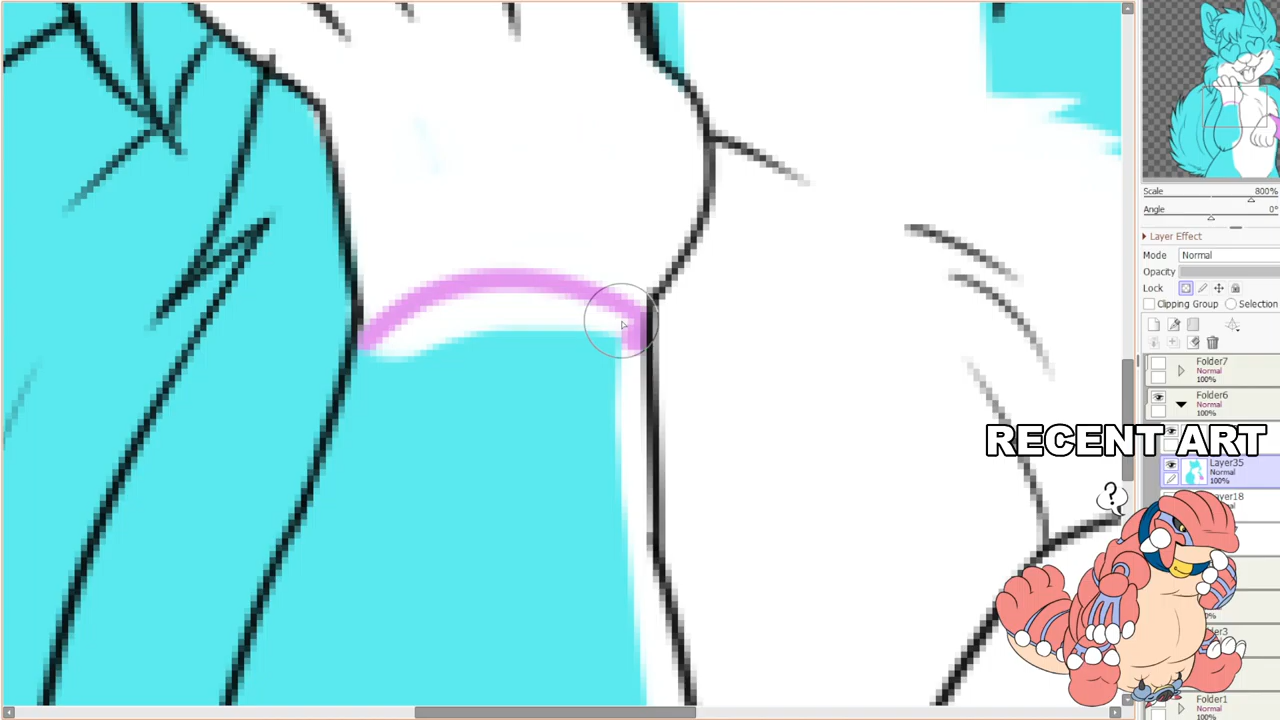 Scale
800%
Angle
0°
Layer Effect
Mode
Normal
Opacity
Lock
Clipping Group
Selection
Folder7
Normal
100%
Folder6
Normal
100%
RECENT ART
Layer35
Normal
100%
?
Folder1
Normal
100%